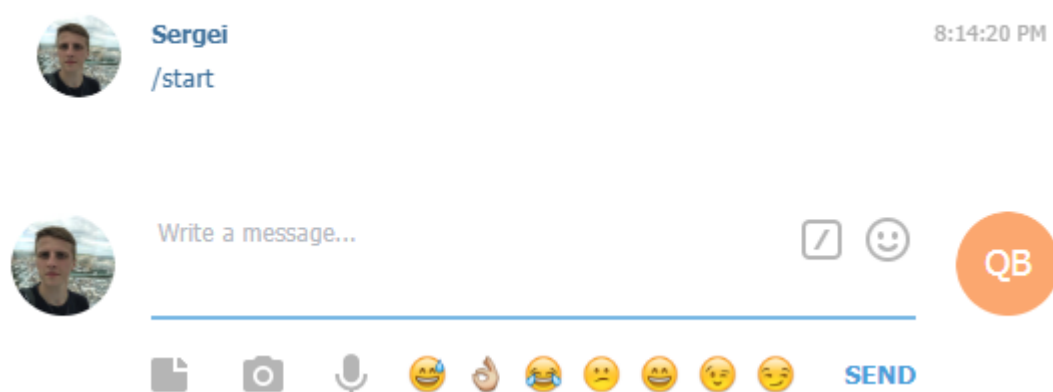 Sergei
8:14:20 PM
/start
Write a message...
QB
SEND